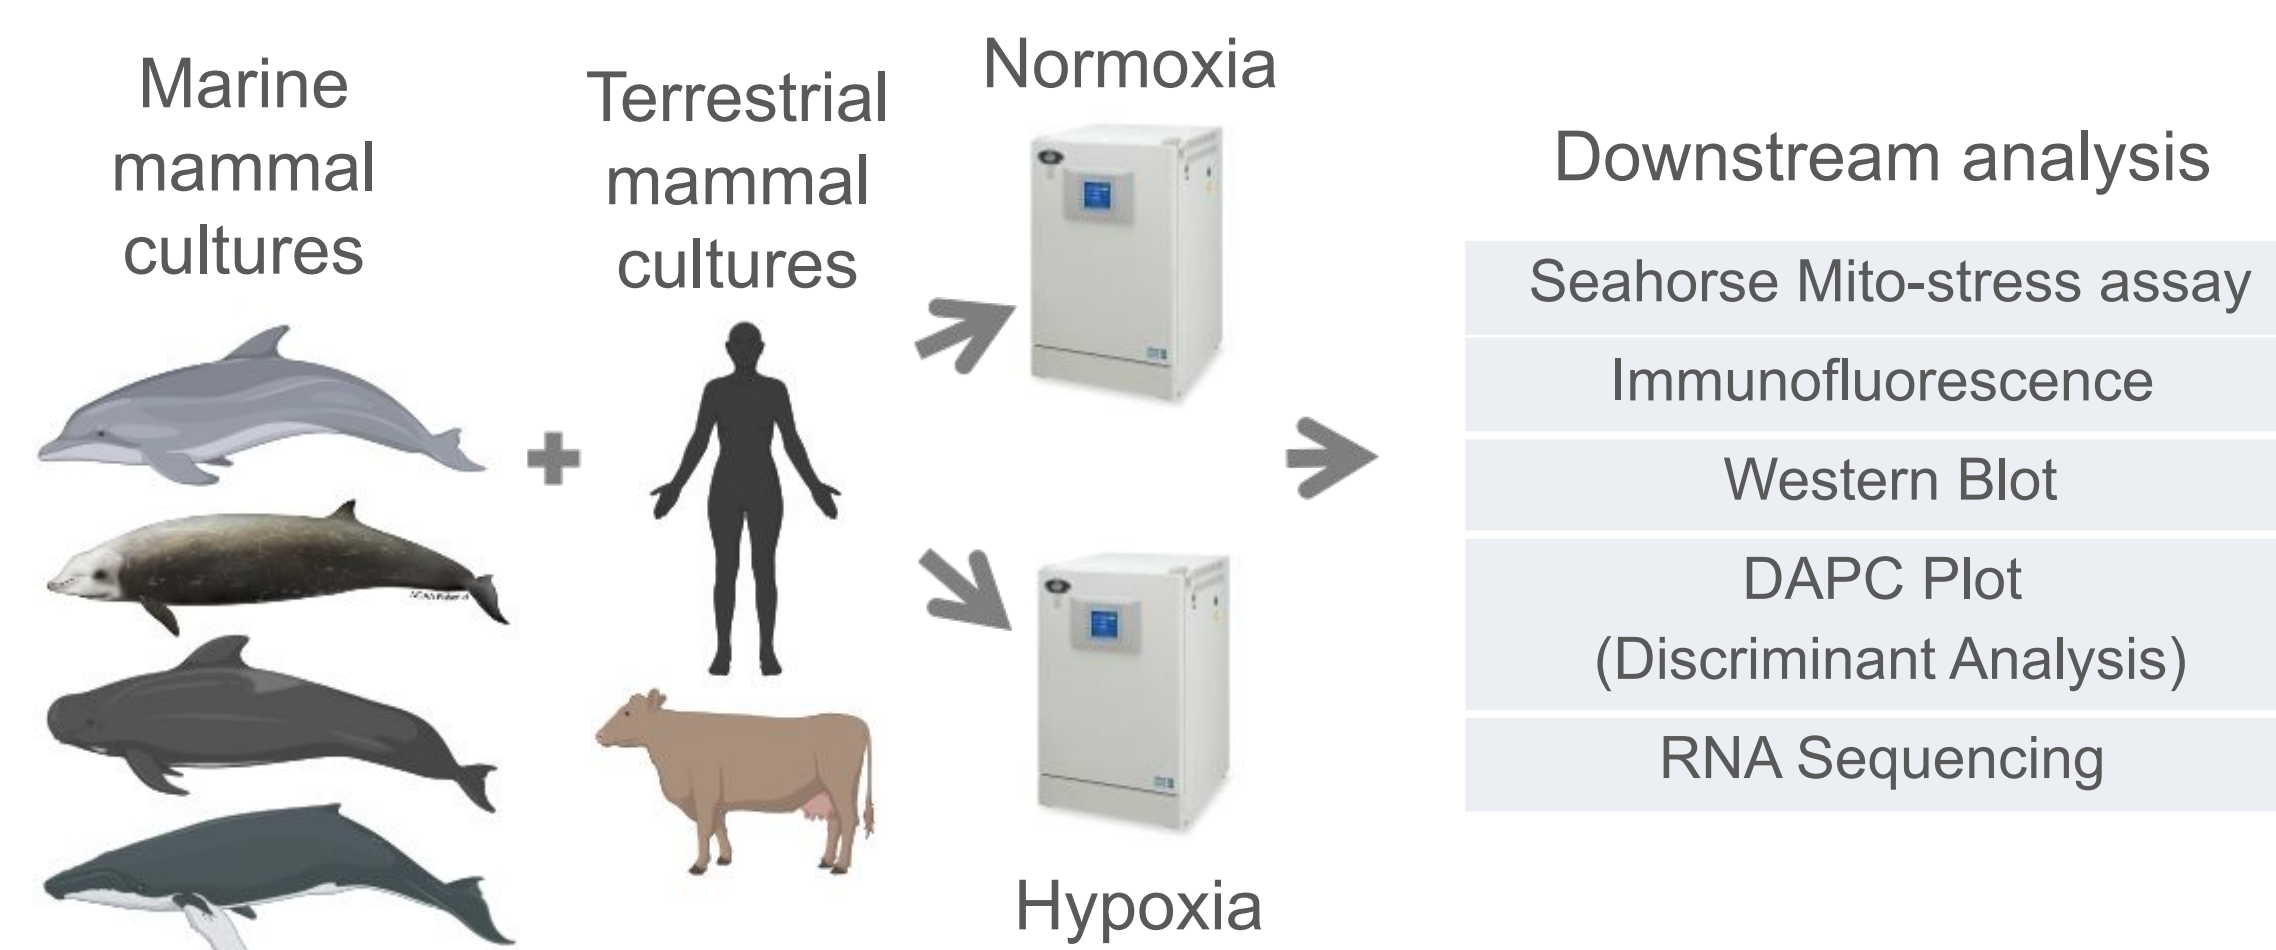 Marine
mammal
cultures
Terrestrial
mammal
cultures
Normoxia
Hypoxia
Downstream analysis
Seahorse Mito-stress assay
Immunofluorescence
Western Blot
DAPC Plot
(Discriminant Analysis)
RNA Sequencing